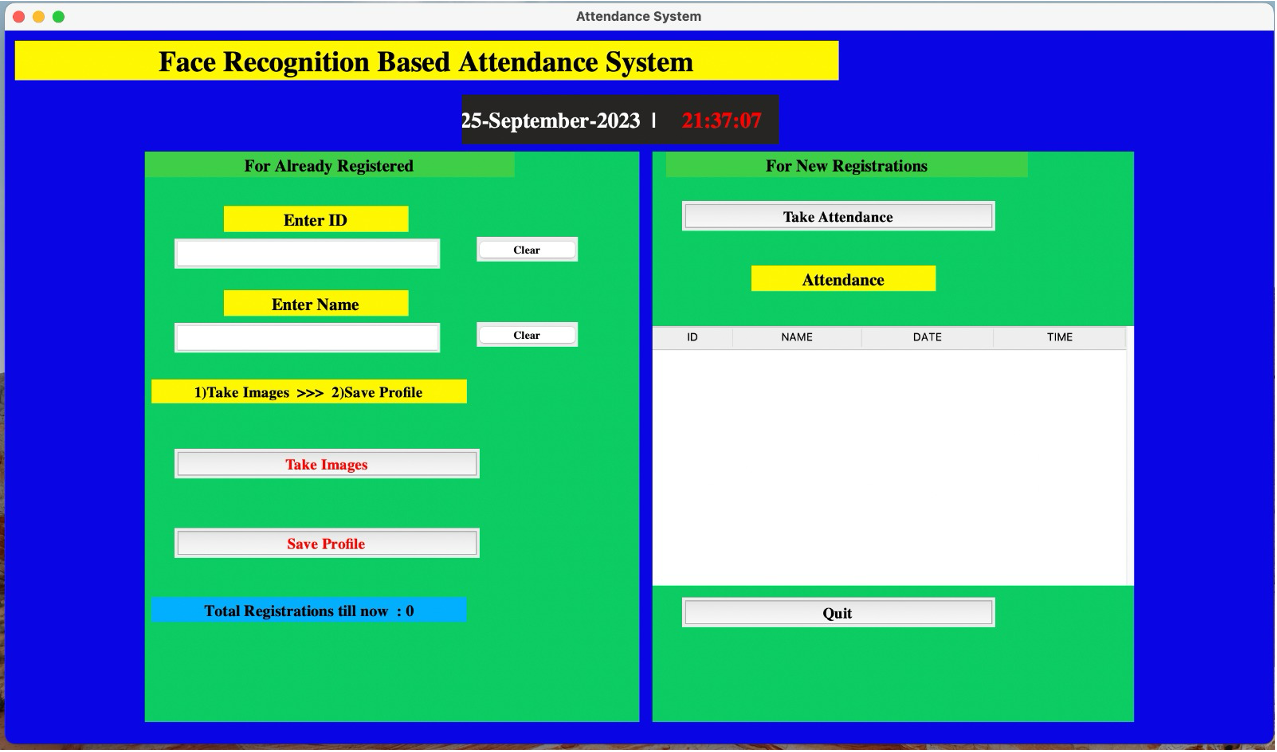 Attendance System
Face Recognition Based Attendance System
25-September-2023 | 21:37:07
For Already Registered
Enter ID
Clear
Enter Name
Clear
1)Take Images >>> 2)Save Profile
Take Images
Save Profile
Total Registrations till now : 0
For New Registrations
Take Attendance
Attendance
ID NAME DATE TIME
Quit